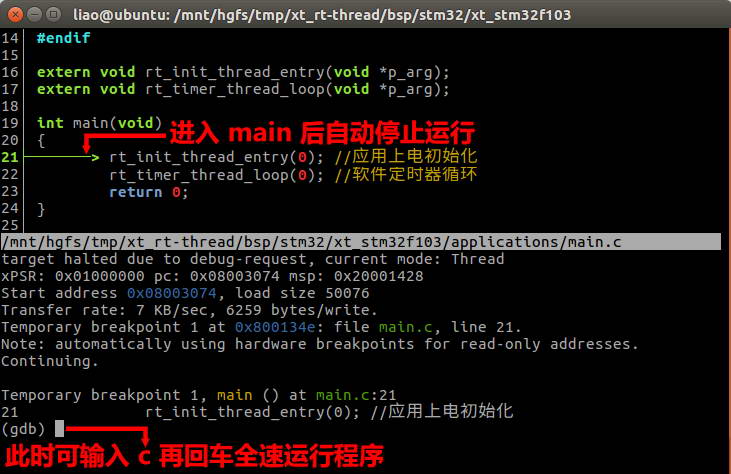 liao@ubuntu: /mnt/hgfs/tmp/xt_rt-thread/bsp/stm32/xt_stm32f103
14 #endif
15
16 extern void rt_init_thread_entry(void *p_arg);
17 extern void rt_timer_thread_loop(void *p_arg);
18
19 int main(void)
进入 main 后自动停止运行
20 {
21 ───────> rt_init_thread_entry(0); //应用上电初始化
22 rt_timer_thread_loop(0); //软件定时器循环
23 return 0;
24 }
25
/mnt/hgfs/tmp/xt_rt-thread/bsp/stm32/xt_stm32f103/applications/main.c
target halted due to debug-request, current mode: Thread
xPSR: 0x01000000 pc: 0x08003074 msp: 0x20001428
Start address 0x08003074, load size 50076
Transfer rate: 7 KB/sec, 6259 bytes/write.
Temporary breakpoint 1 at 0x800134e: file main.c, line 21.
Note: automatically using hardware breakpoints for read-only addresses.
Continuing.
Temporary breakpoint 1, main () at main.c:21
21 rt_init_thread_entry(0); //应用上电初始化
(gdb)
此时可输入 c 再回车全速运行程序